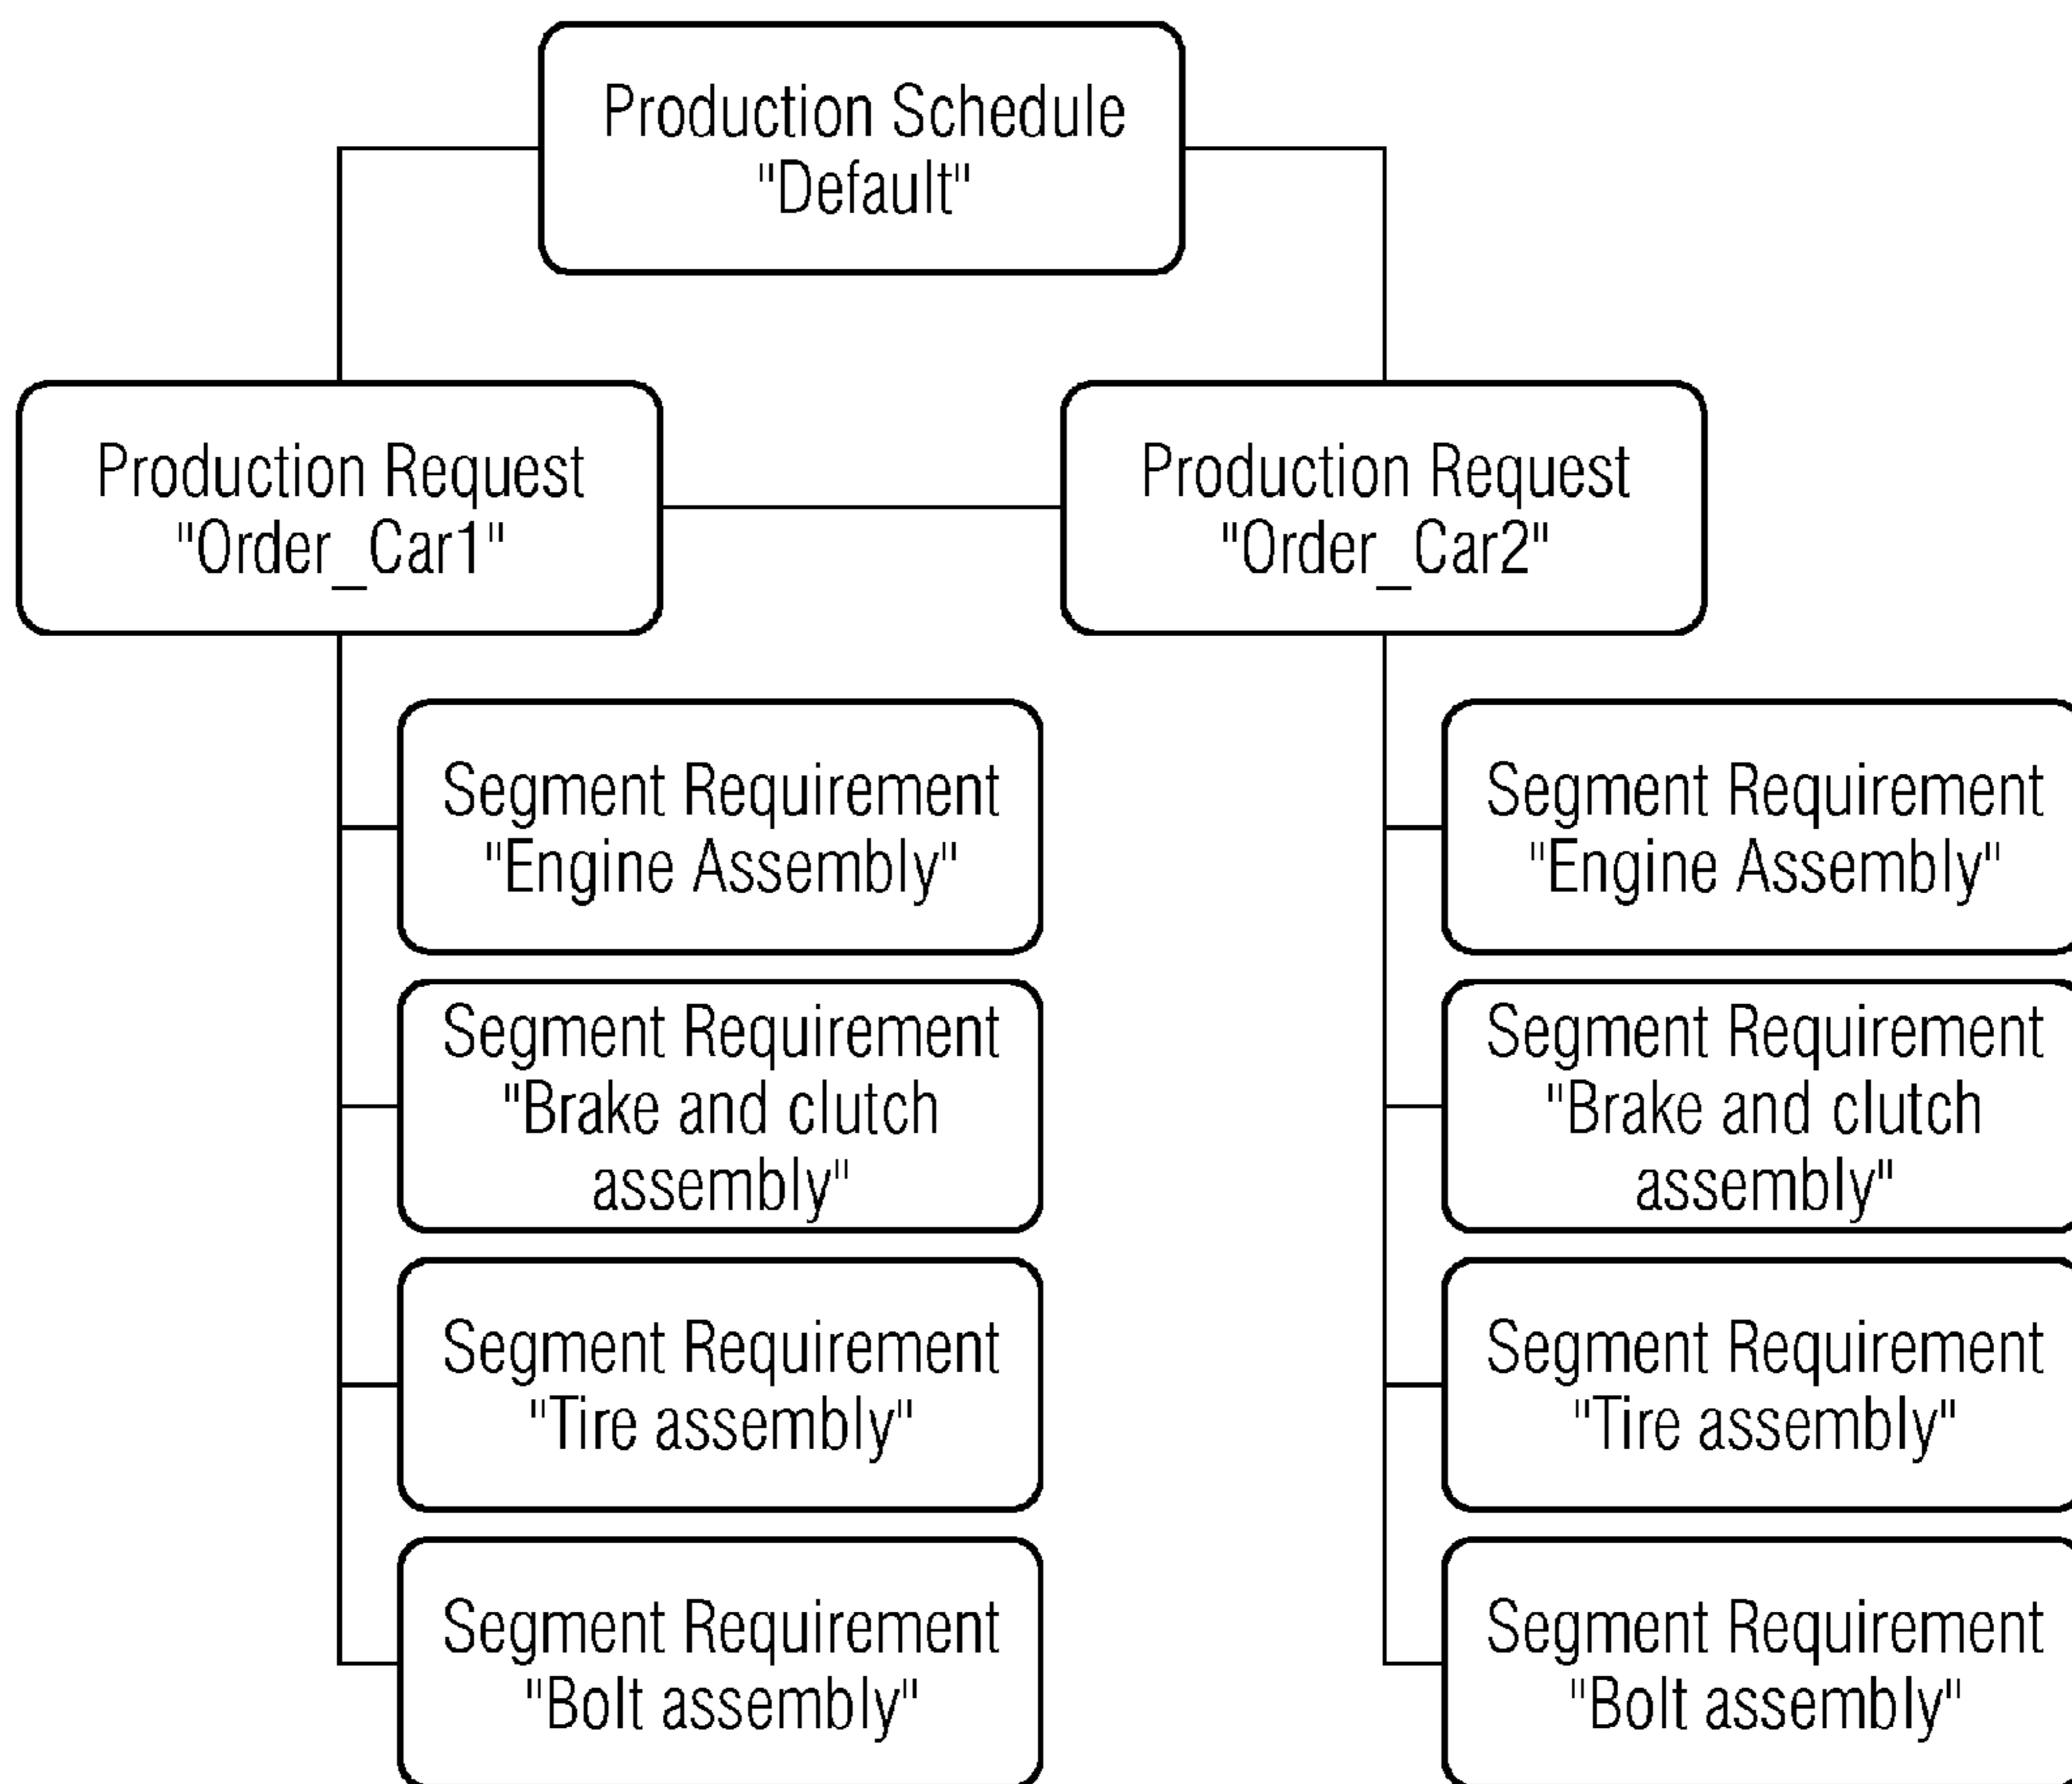 Production Schedule
"Default"
Production Request
"Order_Car1"
Production Request
"Order_Car2"
Segment Requirement
"Engine Assembly"
Segment Requirement
"Brake and clutch
assembly"
Segment Requirement
"Tire assembly"
Segment Requirement
"Bolt assembly"
Segment Requirement
"Engine Assembly"
Segment Requirement
"Brake and clutch
assembly"
Segment Requirement
"Tire assembly"
Segment Requirement
"Bolt assembly"